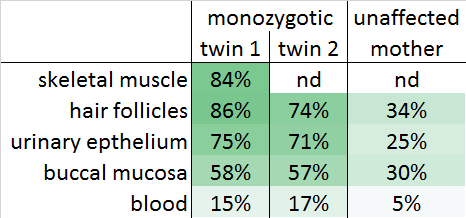 monozygotic unaffected
twin 1 twin 2 mother
skeletal muscle 84% nd nd
hair follicles 86% 74% 34%
urinary epthelium 75% 71% 25%
buccal mucosa 58% 57% 30%
blood 15% 17% 5%